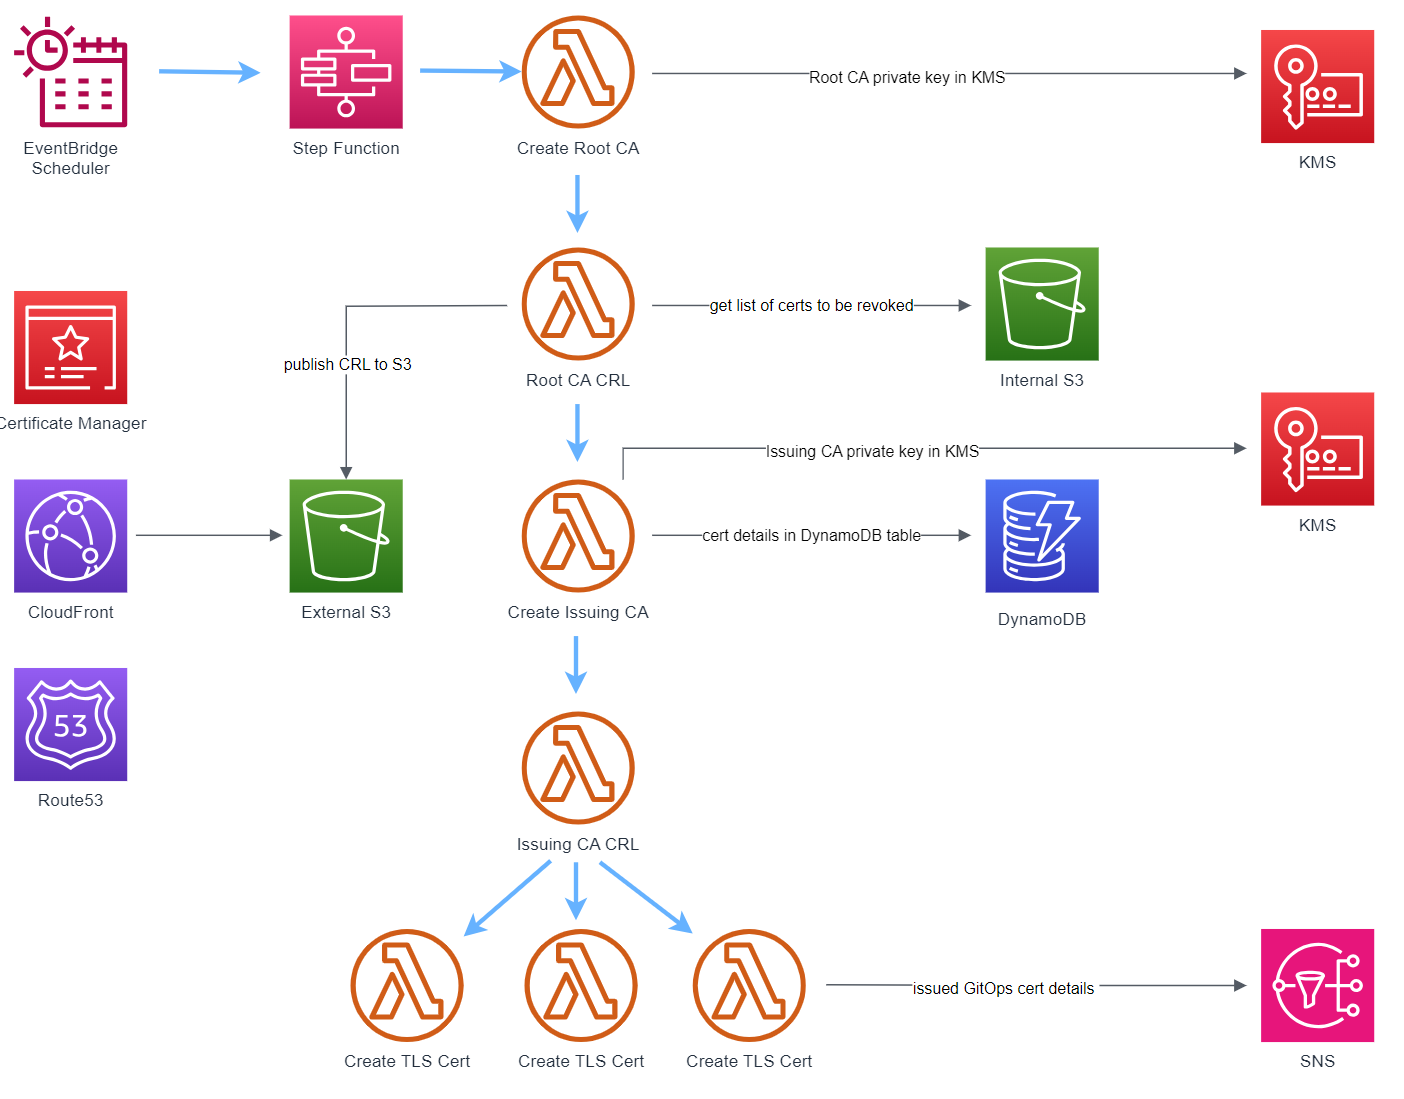 EventBridge
Scheduler
Step Function
Create Root CA
Root CA private key in KMS
KMS
Certificate Manager
publish CRL to S3
Root CA CRL
get list of certs to be revoked
Internal S3
Issuing CA private key in KMS
KMS
CloudFront
External S3
Create Issuing CA
cert details in DynamoDB table
DynamoDB
53
Route53
Issuing CA CRL
Create TLS Cert
Create TLS Cert
Create TLS Cert
issued GitOps cert details
SNS